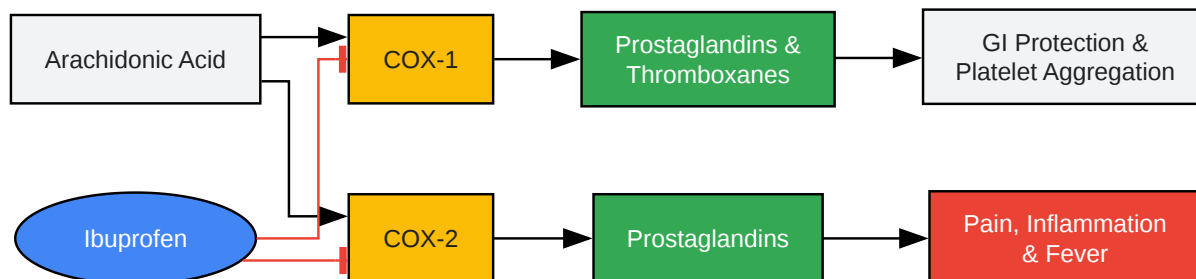 Arachidonic Acid
COX-1
Prostaglandins &
Thromboxanes
GI Protection &
Platelet Aggregation
Ibuprofen
COX-2
Prostaglandins
Pain, Inflammation
& Fever